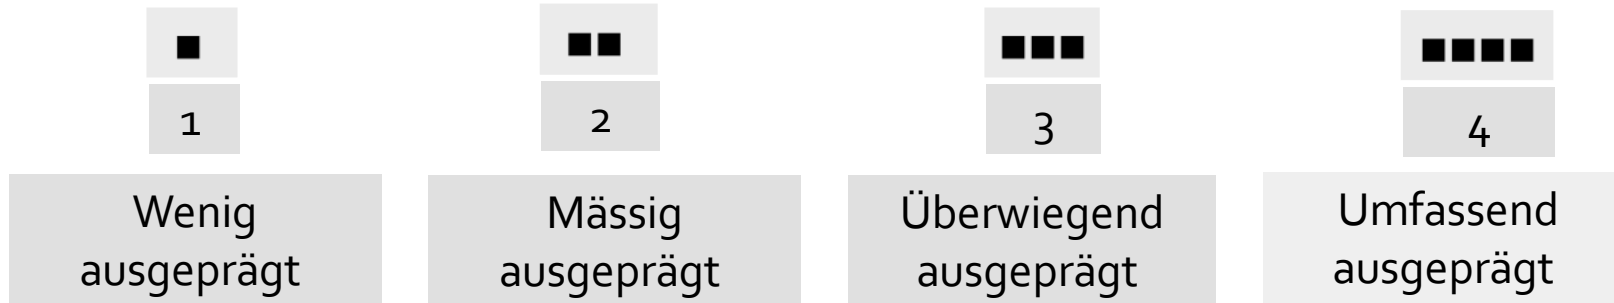 ■
■■
■■■
■■■■
1
2
3
4
Wenig
ausgeprägt
Mässig
ausgeprägt
Überwiegend
ausgeprägt
Umfassend
ausgeprägt